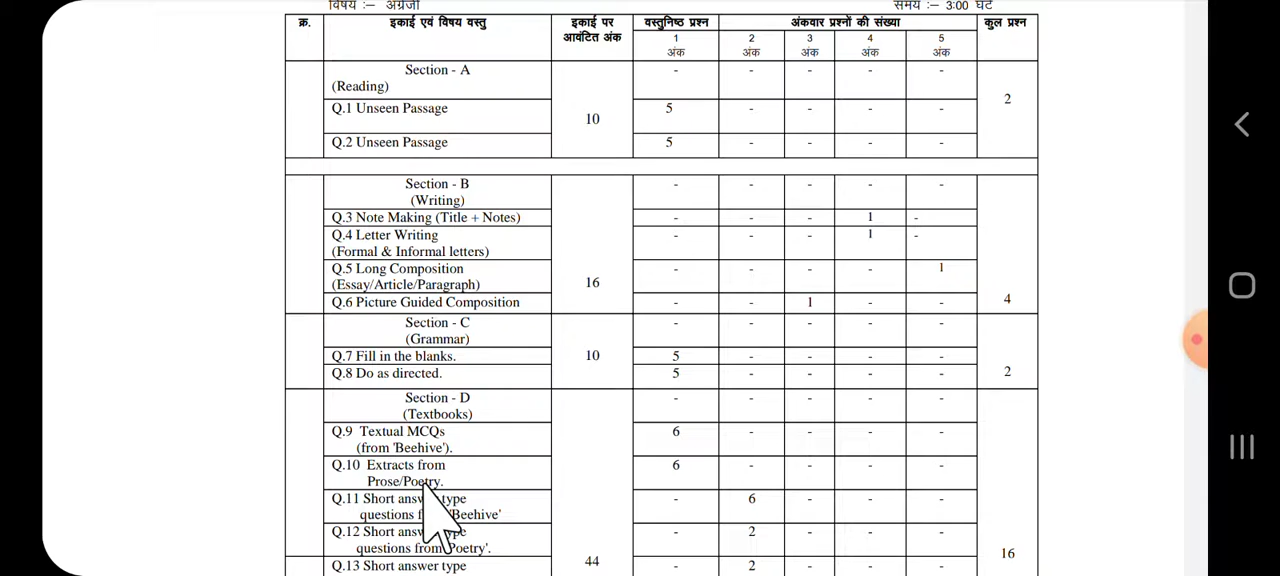 विषय :– अंग्रेजी समय :– 3:00 घंटे
क्र. इकाई एवं विषय वस्तु इकाई पर आवंटित अंक वस्तुनिष्ठ प्रश्न अंकवार प्रश्नों की संख्या कुल प्रश्न
1 अंक 2 अंक 3 अंक 4 अंक 5 अंक
Section - A - - - - -
(Reading)
Q.1 Unseen Passage 10 5 - - - - 2
Q.2 Unseen Passage 5 - - - -
Section - B - - - - -
(Writing)
Q.3 Note Making (Title + Notes) - - - 1 -
Q.4 Letter Writing - - - 1 -
(Formal & Informal letters)
Q.5 Long Composition - - - - 1
(Essay/Article/Paragraph) 16
Q.6 Picture Guided Composition - - 1 - - 4
Section - C - - - - -
(Grammar)
Q.7 Fill in the blanks. 10 5 - - - -
Q.8 Do as directed. 5 - - - - 2
Section - D - - - - -
(Textbooks)
Q.9 Textual MCQs 6 - - - -
(from 'Beehive').
Q.10 Extracts from 6 - - - -
Prose/Poetry.
Q.11 Short answer type - 6 - - -
questions 'Beehive'
Q.12 Short - 2 - - -
questions from 'Poetry'.
Q.13 Short answer type 44 - 2 - - - 16